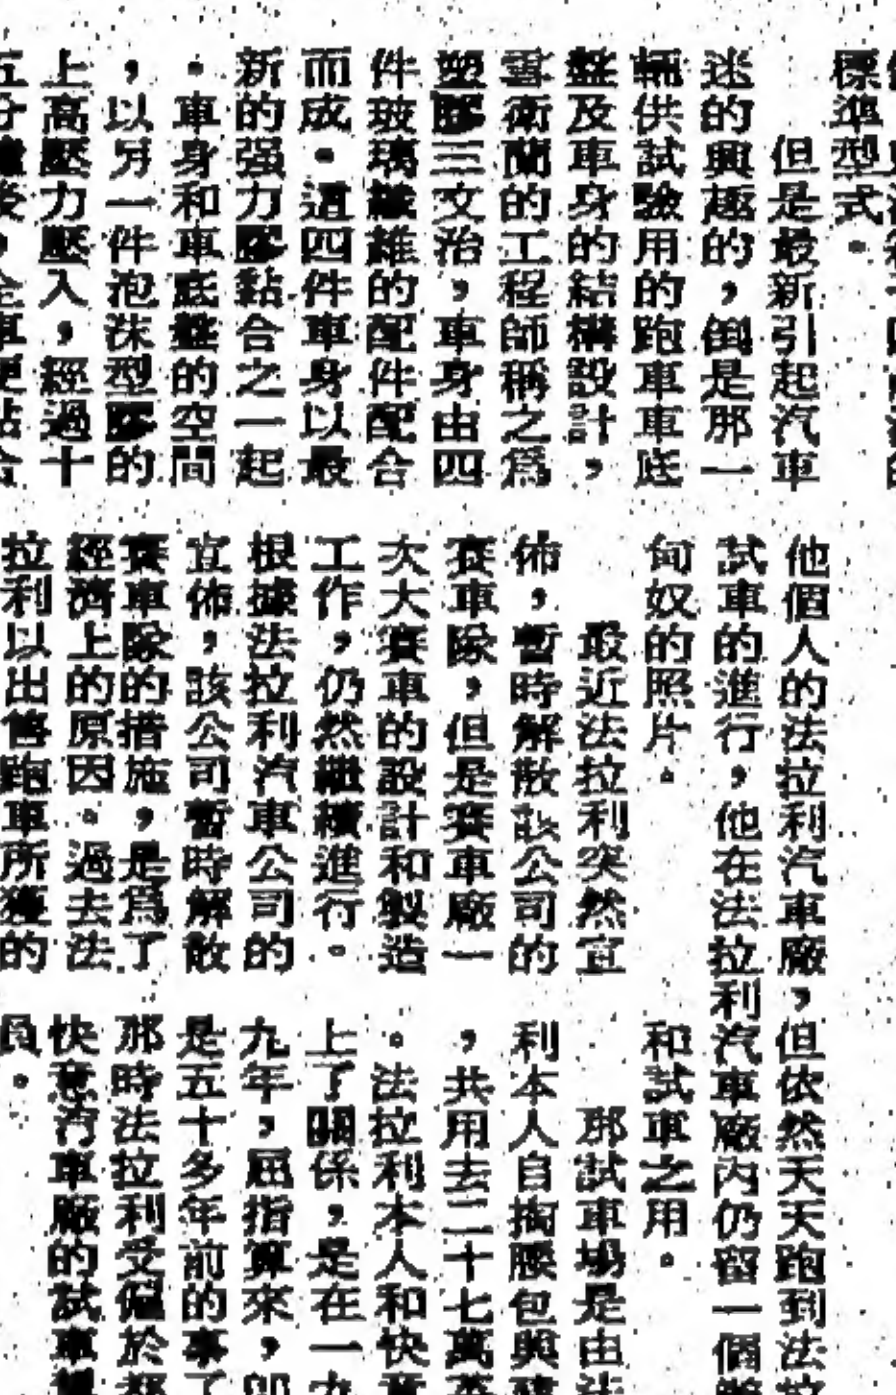 標準型式。
但是最新引起汽車
迷的興趣的，倒是那一
輛供試驗用的跑車車底
盤及車身的結構設計，
雲衛蘭的工程師稱之爲
塑膠三文治，車身由四
件玻璃纖維的配件配合
而成。這四件車身以最
新的强力膠黏合之一起
。車身和車底盤的空間
，以另一件泡沫型膠的
上高壓力壓入，經過十
他個人的法拉利汽車廠，但依然天天跑到法
試車的進行，他在法拉利汽車廠內仍留一個
匈奴的照片。
最近法拉利突然宣
佈，暫時解散該公司的
賽車隊，但是賽車廠一
次大賽車的設計和製造
工作，仍然繼續進行。
根據法拉利汽車公司的
宣佈，該公司暫時解散
賽車隊的措施，是爲了
經濟上的原因。過去法
拉利以出售跑車所獲的
和試車之用。
那試車場是由法
利本人自掏腰包興建
，共用去二十七萬英
。法拉利本人和快意
上了關係，是在一九
九年，屈指算來，
是五十多年前的事了
那時法拉利受僱於都
快意汽車廠的試車
員。